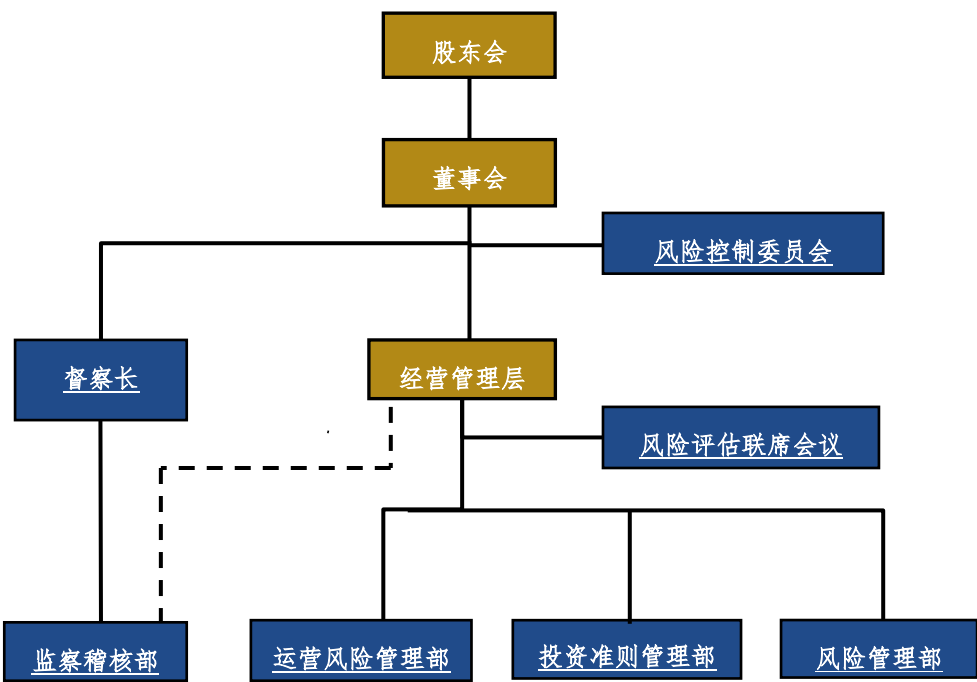 股东会
董事会
风险控制委员会
督察长
经营管理层
风险评估联席会议
监察稽核部
运营风险管理部
投资准则管理部
风险管理部